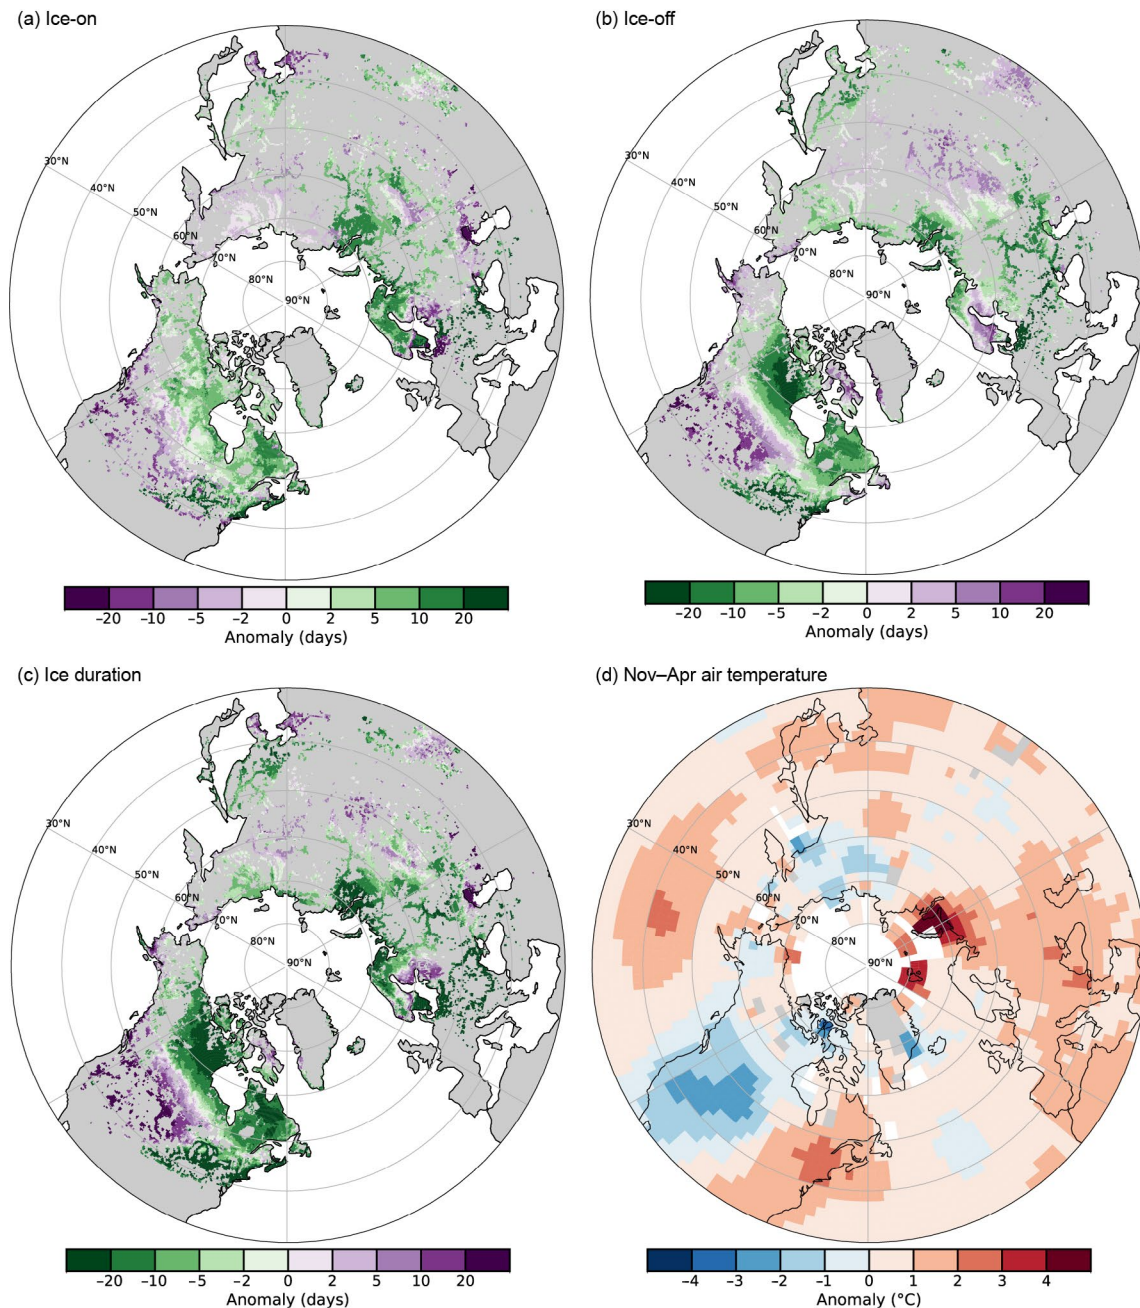 (a) Ice-on
30°N
40°N
50°N
60°N
70°N
80°N
90°N
–20 –10 –5 –2 0 2 5 10 20
Anomaly (days)
(b) Ice-off
30°N
40°N
50°N
60°N
70°N
80°N
90°N
–20 –10 –5 –2 0 2 5 10 20
Anomaly (days)
(c) Ice duration
30°N
40°N
50°N
60°N
70°N
80°N
90°N
–20 –10 –5 –2 0 2 5 10 20
Anomaly (days)
(d) Nov–Apr air temperature
30°N
40°N
50°N
60°N
70°N
80°N
90°N
–4 –3 –2 –1 0 1 2 3 4
Anomaly (°C)